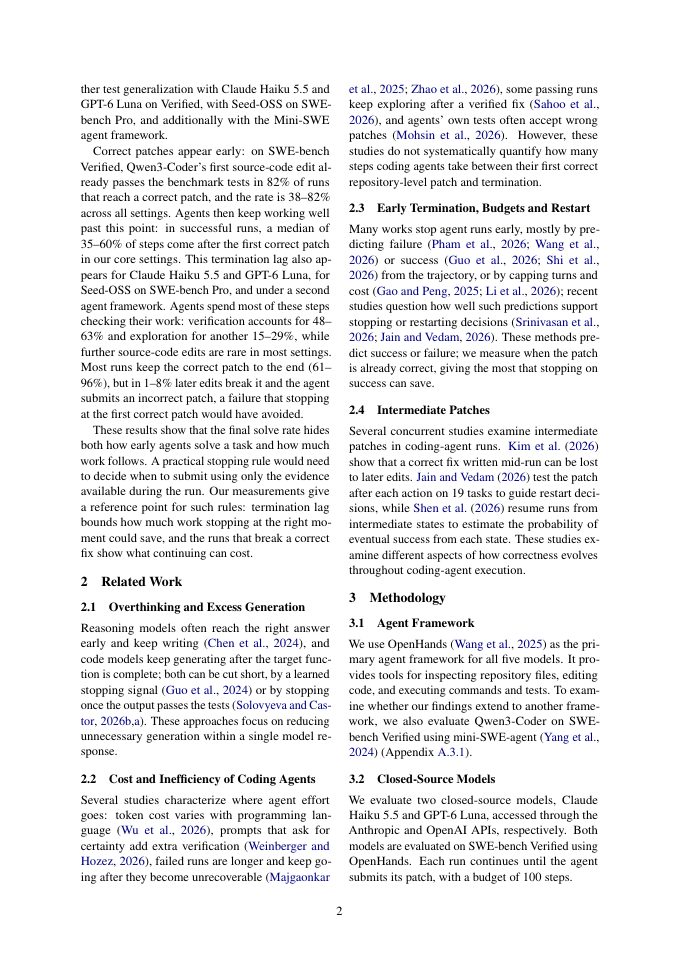 ther test generalization with Claude Haiku 5.5 and
GPT-6 Luna on Verified, with Seed-OSS on SWE-
bench Pro, and additionally with the Mini-SWE
agent framework.
Correct patches appear early: on SWE-bench
Verified, Qwen3-Coder's first source-code edit al-
ready passes the benchmark tests in 82% of runs
that reach a correct patch, and the rate is 38–82%
across all settings. Agents then keep working well
past this point: in successful runs, a median of
35–60% of steps come after the first correct patch
in our core settings. This termination lag also ap-
pears for Claude Haiku 5.5 and GPT-6 Luna, for
Seed-OSS on SWE-bench Pro, and under a second
agent framework. Agents spend most of these steps
checking their work: verification accounts for 48–
63% and exploration for another 15–29%, while
further source-code edits are rare in most settings.
Most runs keep the correct patch to the end (61–
96%), but in 1–8% later edits break it and the agent
submits an incorrect patch, a failure that stopping
at the first correct patch would have avoided.
These results show that the final solve rate hides
both how early agents solve a task and how much
work follows. A practical stopping rule would need
to decide when to submit using only the evidence
available during the run. Our measurements give
a reference point for such rules: termination lag
bounds how much work stopping at the right mo-
ment could save, and the runs that break a correct
fix show what continuing can cost.
2 Related Work
2.1 Overthinking and Excess Generation
Reasoning models often reach the right answer
early and keep writing (Chen et al., 2024), and
code models keep generating after the target func-
tion is complete; both can be cut short, by a learned
stopping signal (Guo et al., 2024) or by stopping
once the output passes the tests (Solovyeva and Cas-
tor, 2026b,a). These approaches focus on reducing
unnecessary generation within a single model re-
sponse.
2.2 Cost and Inefficiency of Coding Agents
Several studies characterize where agent effort
goes: token cost varies with programming lan-
guage (Wu et al., 2026), prompts that ask for
certainty add extra verification (Weinberger and
Hozez, 2026), failed runs are longer and keep go-
ing after they become unrecoverable (Majgaonkar
et al., 2025; Zhao et al., 2026), some passing runs
keep exploring after a verified fix (Sahoo et al.,
2026), and agents' own tests often accept wrong
patches (Mohsin et al., 2026). However, these
studies do not systematically quantify how many
steps coding agents take between their first correct
repository-level patch and termination.
2.3 Early Termination, Budgets and Restart
Many works stop agent runs early, mostly by pre-
dicting failure (Pham et al., 2026; Wang et al.,
2026) or success (Guo et al., 2026; Shi et al.,
2026) from the trajectory, or by capping turns and
cost (Gao and Peng, 2025; Li et al., 2026); recent
studies question how well such predictions support
stopping or restarting decisions (Srinivasan et al.,
2026; Jain and Vedam, 2026). These methods pre-
dict success or failure; we measure when the patch
is already correct, giving the most that stopping on
success can save.
2.4 Intermediate Patches
Several concurrent studies examine intermediate
patches in coding-agent runs. Kim et al. (2026)
show that a correct fix written mid-run can be lost
to later edits. Jain and Vedam (2026) test the patch
after each action on 19 tasks to guide restart deci-
sions, while Shen et al. (2026) resume runs from
intermediate states to estimate the probability of
eventual success from each state. These studies ex-
amine different aspects of how correctness evolves
throughout coding-agent execution.
3 Methodology
3.1 Agent Framework
We use OpenHands (Wang et al., 2025) as the pri-
mary agent framework for all five models. It pro-
vides tools for inspecting repository files, editing
code, and executing commands and tests. To exam-
ine whether our findings extend to another frame-
work, we also evaluate Qwen3-Coder on SWE-
bench Verified using mini-SWE-agent (Yang et al.,
2024) (Appendix A.3.1).
3.2 Closed-Source Models
We evaluate two closed-source models, Claude
Haiku 5.5 and GPT-6 Luna, accessed through the
Anthropic and OpenAI APIs, respectively. Both
models are evaluated on SWE-bench Verified using
OpenHands. Each run continues until the agent
submits its patch, with a budget of 100 steps.
2